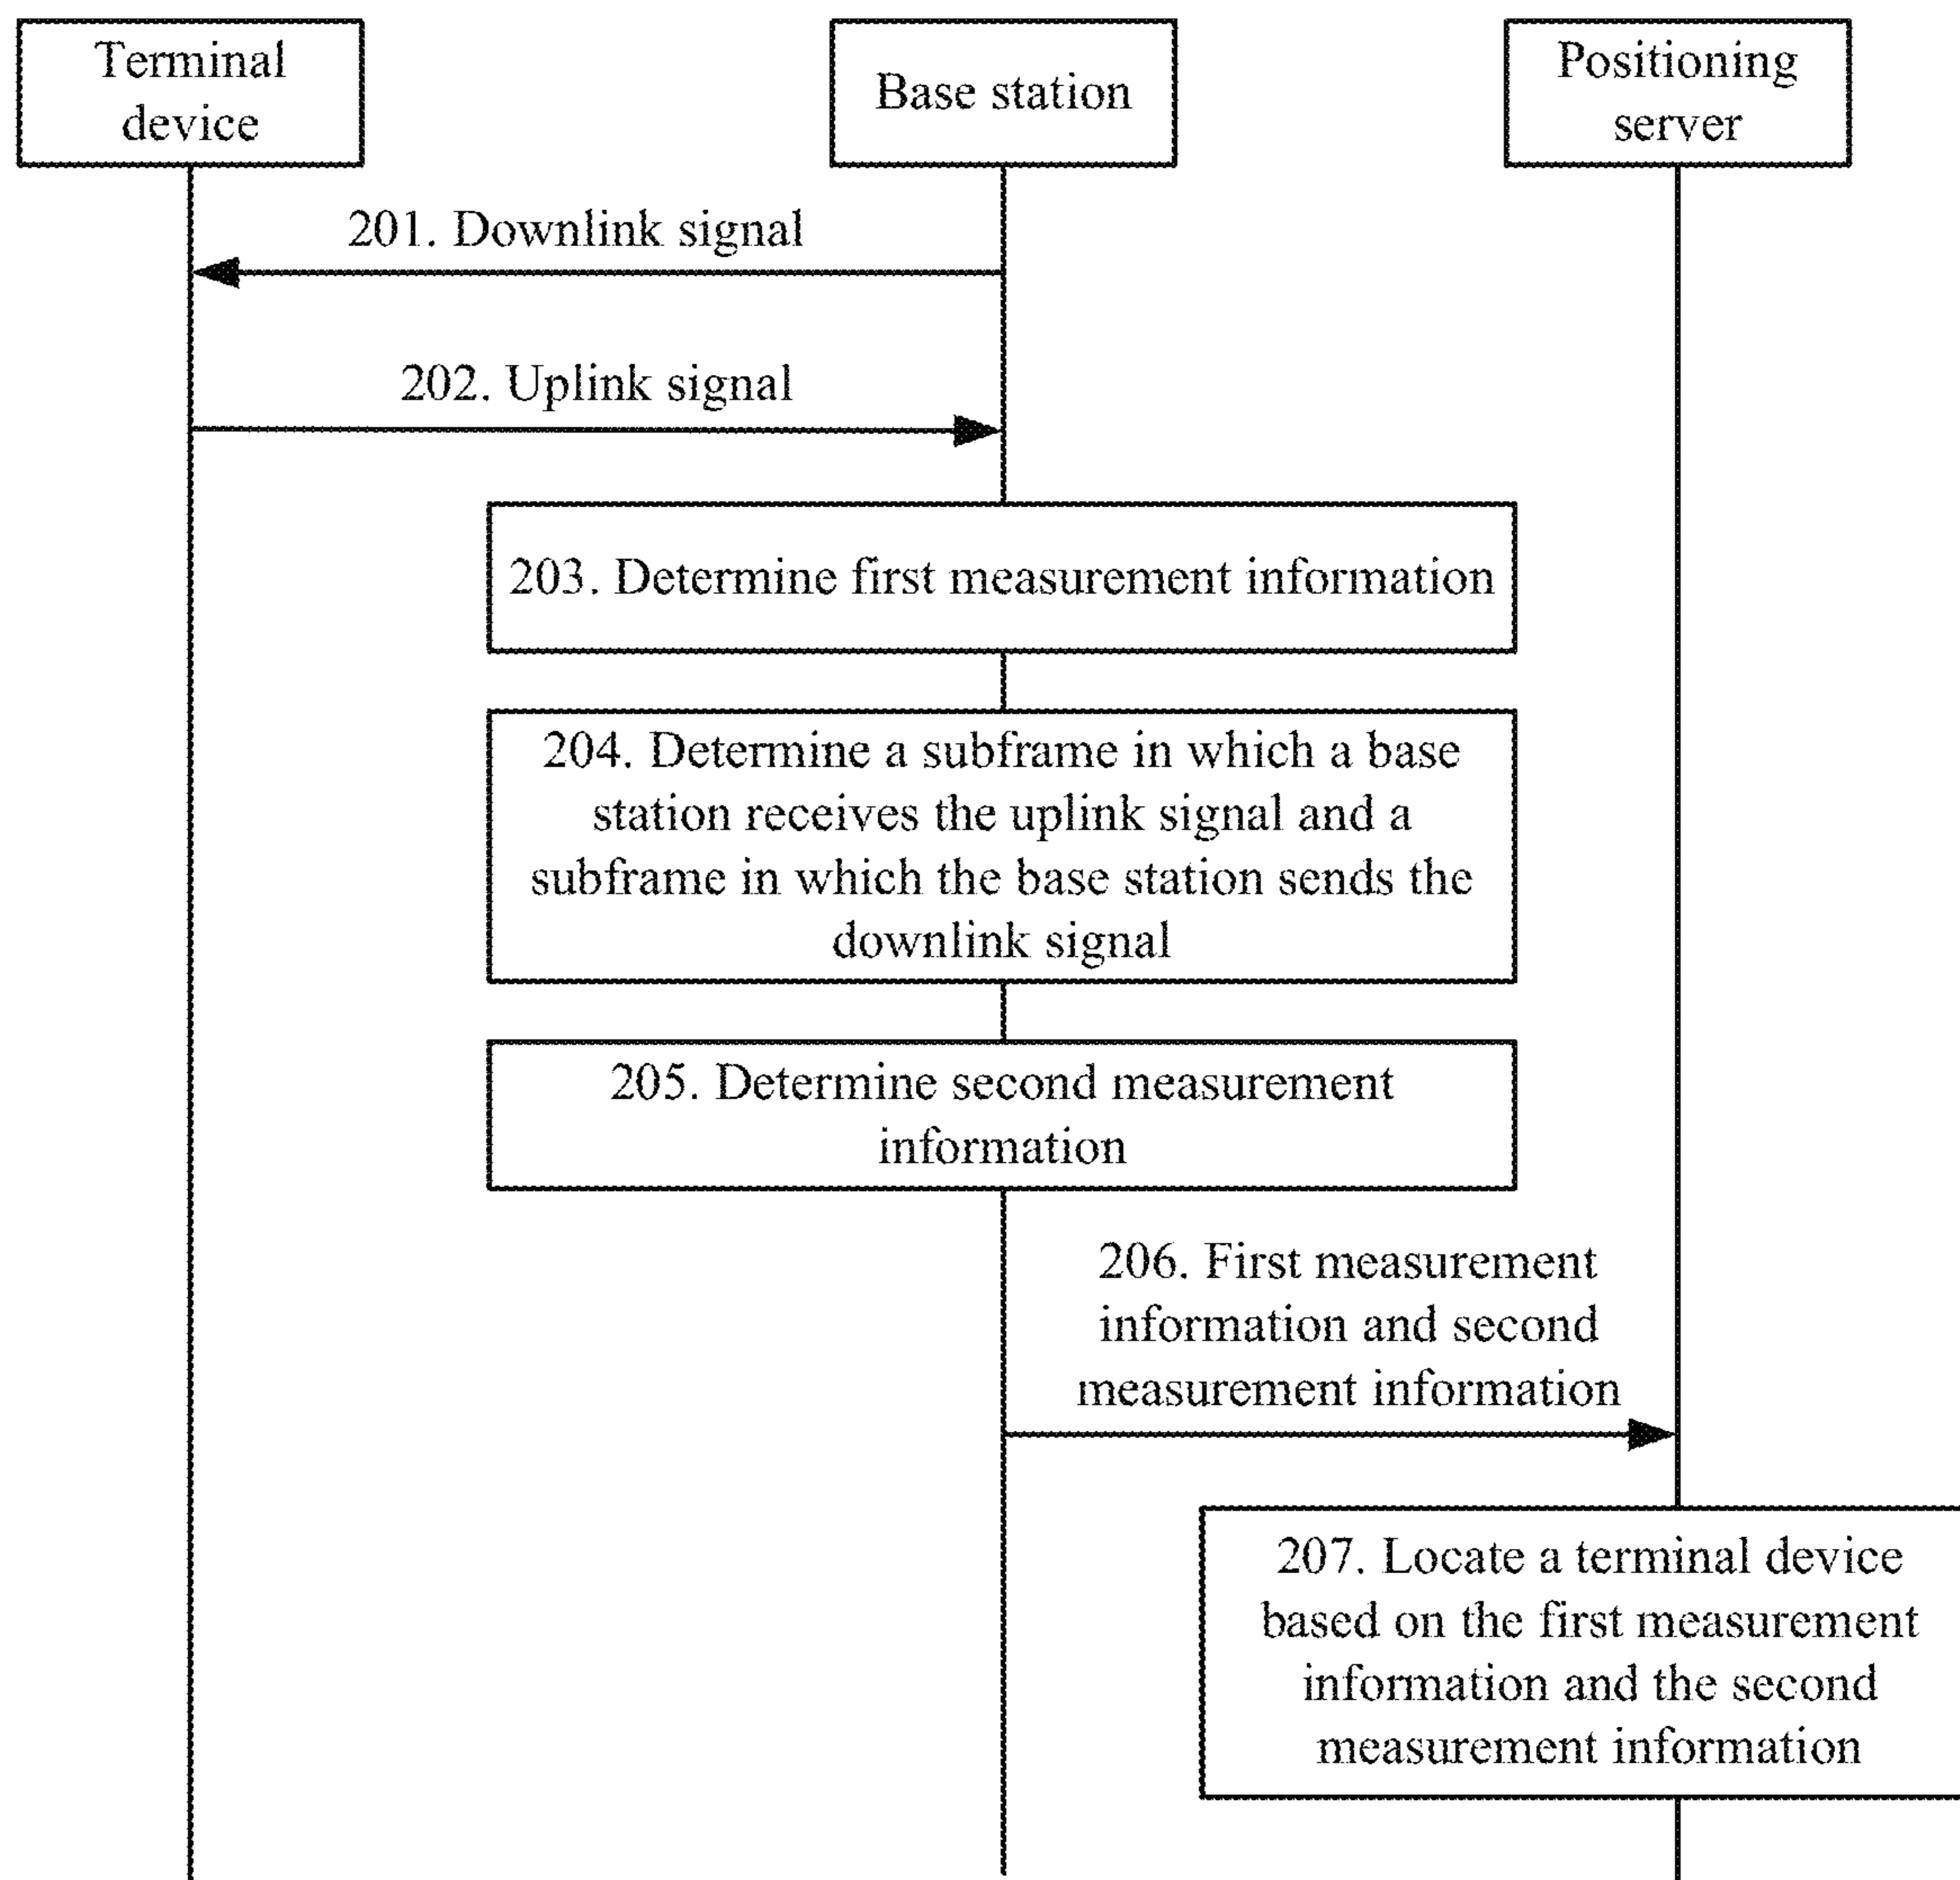 Terminal
device
Base station
Positioning
server
201. Downlink signal
202. Uplink signal
203. Determine first measurement information
204. Determine a subframe in which a base
station receives the uplink signal and a
subframe in which the base station sends the
downlink signal
205. Determine second measurement
information
206. First measurement
information and second
measurement information
207. Locate a terminal device
based on the first measurement
information and the second
measurement information